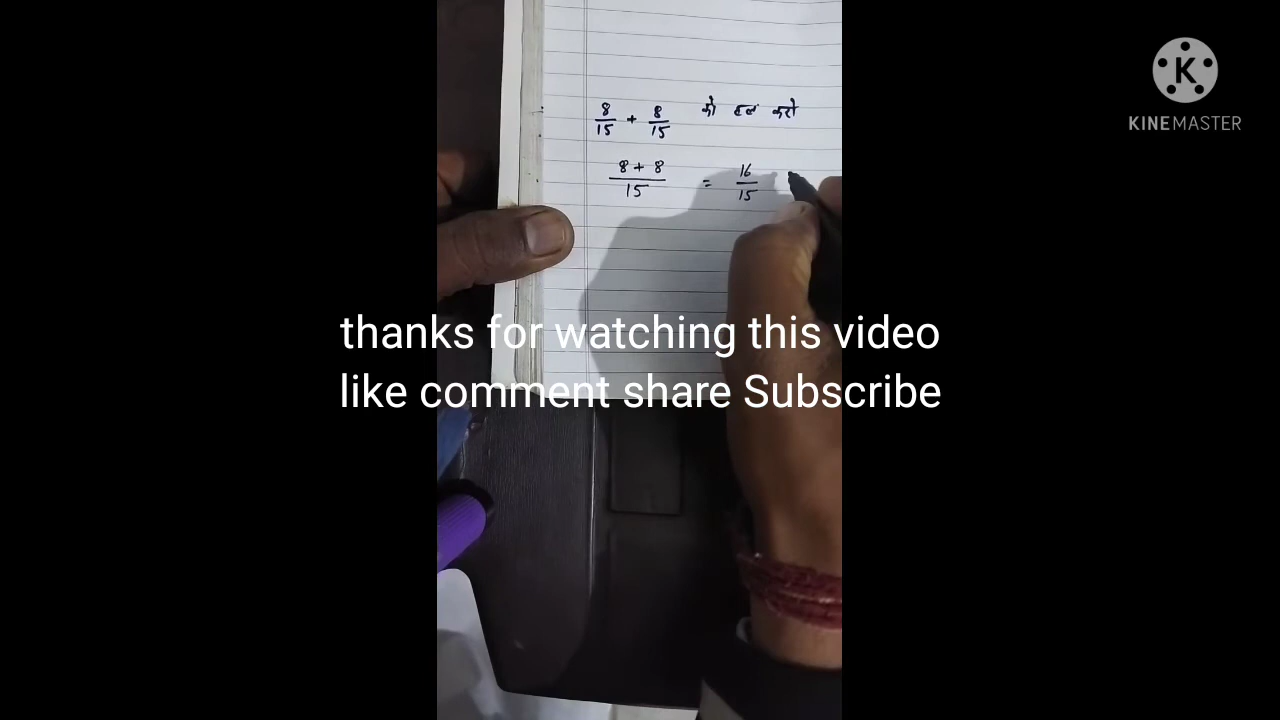 8/15 + 8/15 को हल करो
8 + 8/15 = 16/15
thanks for watching this video
like comment share Subscribe
K
KINEMASTER